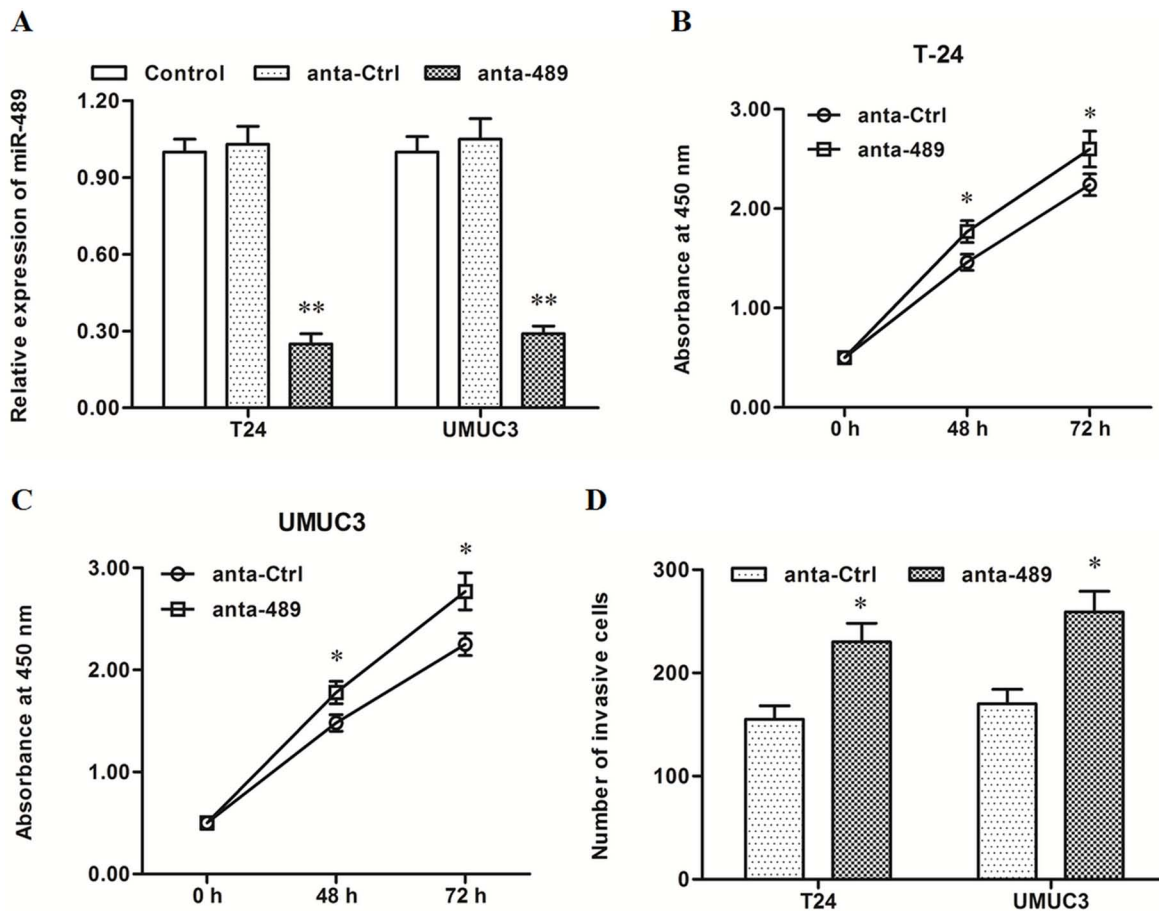 A
Control anta-Ctrl anta-489
Relative expression of miR-489
1.20
0.90
0.60
0.30
0.00
**
**
T24 UMUC3
B
T-24
anta-Ctrl
anta-489
Absorbance at 450 nm
3.00
2.00
1.00
0.00
*
*
0 h 48 h 72 h
C
UMUC3
anta-Ctrl
anta-489
Absorbance at 450 nm
3.00
2.00
1.00
0.00
*
*
0 h 48 h 72 h
D
anta-Ctrl anta-489
Number of invasive cells
300
200
100
0
*
*
T24 UMUC3